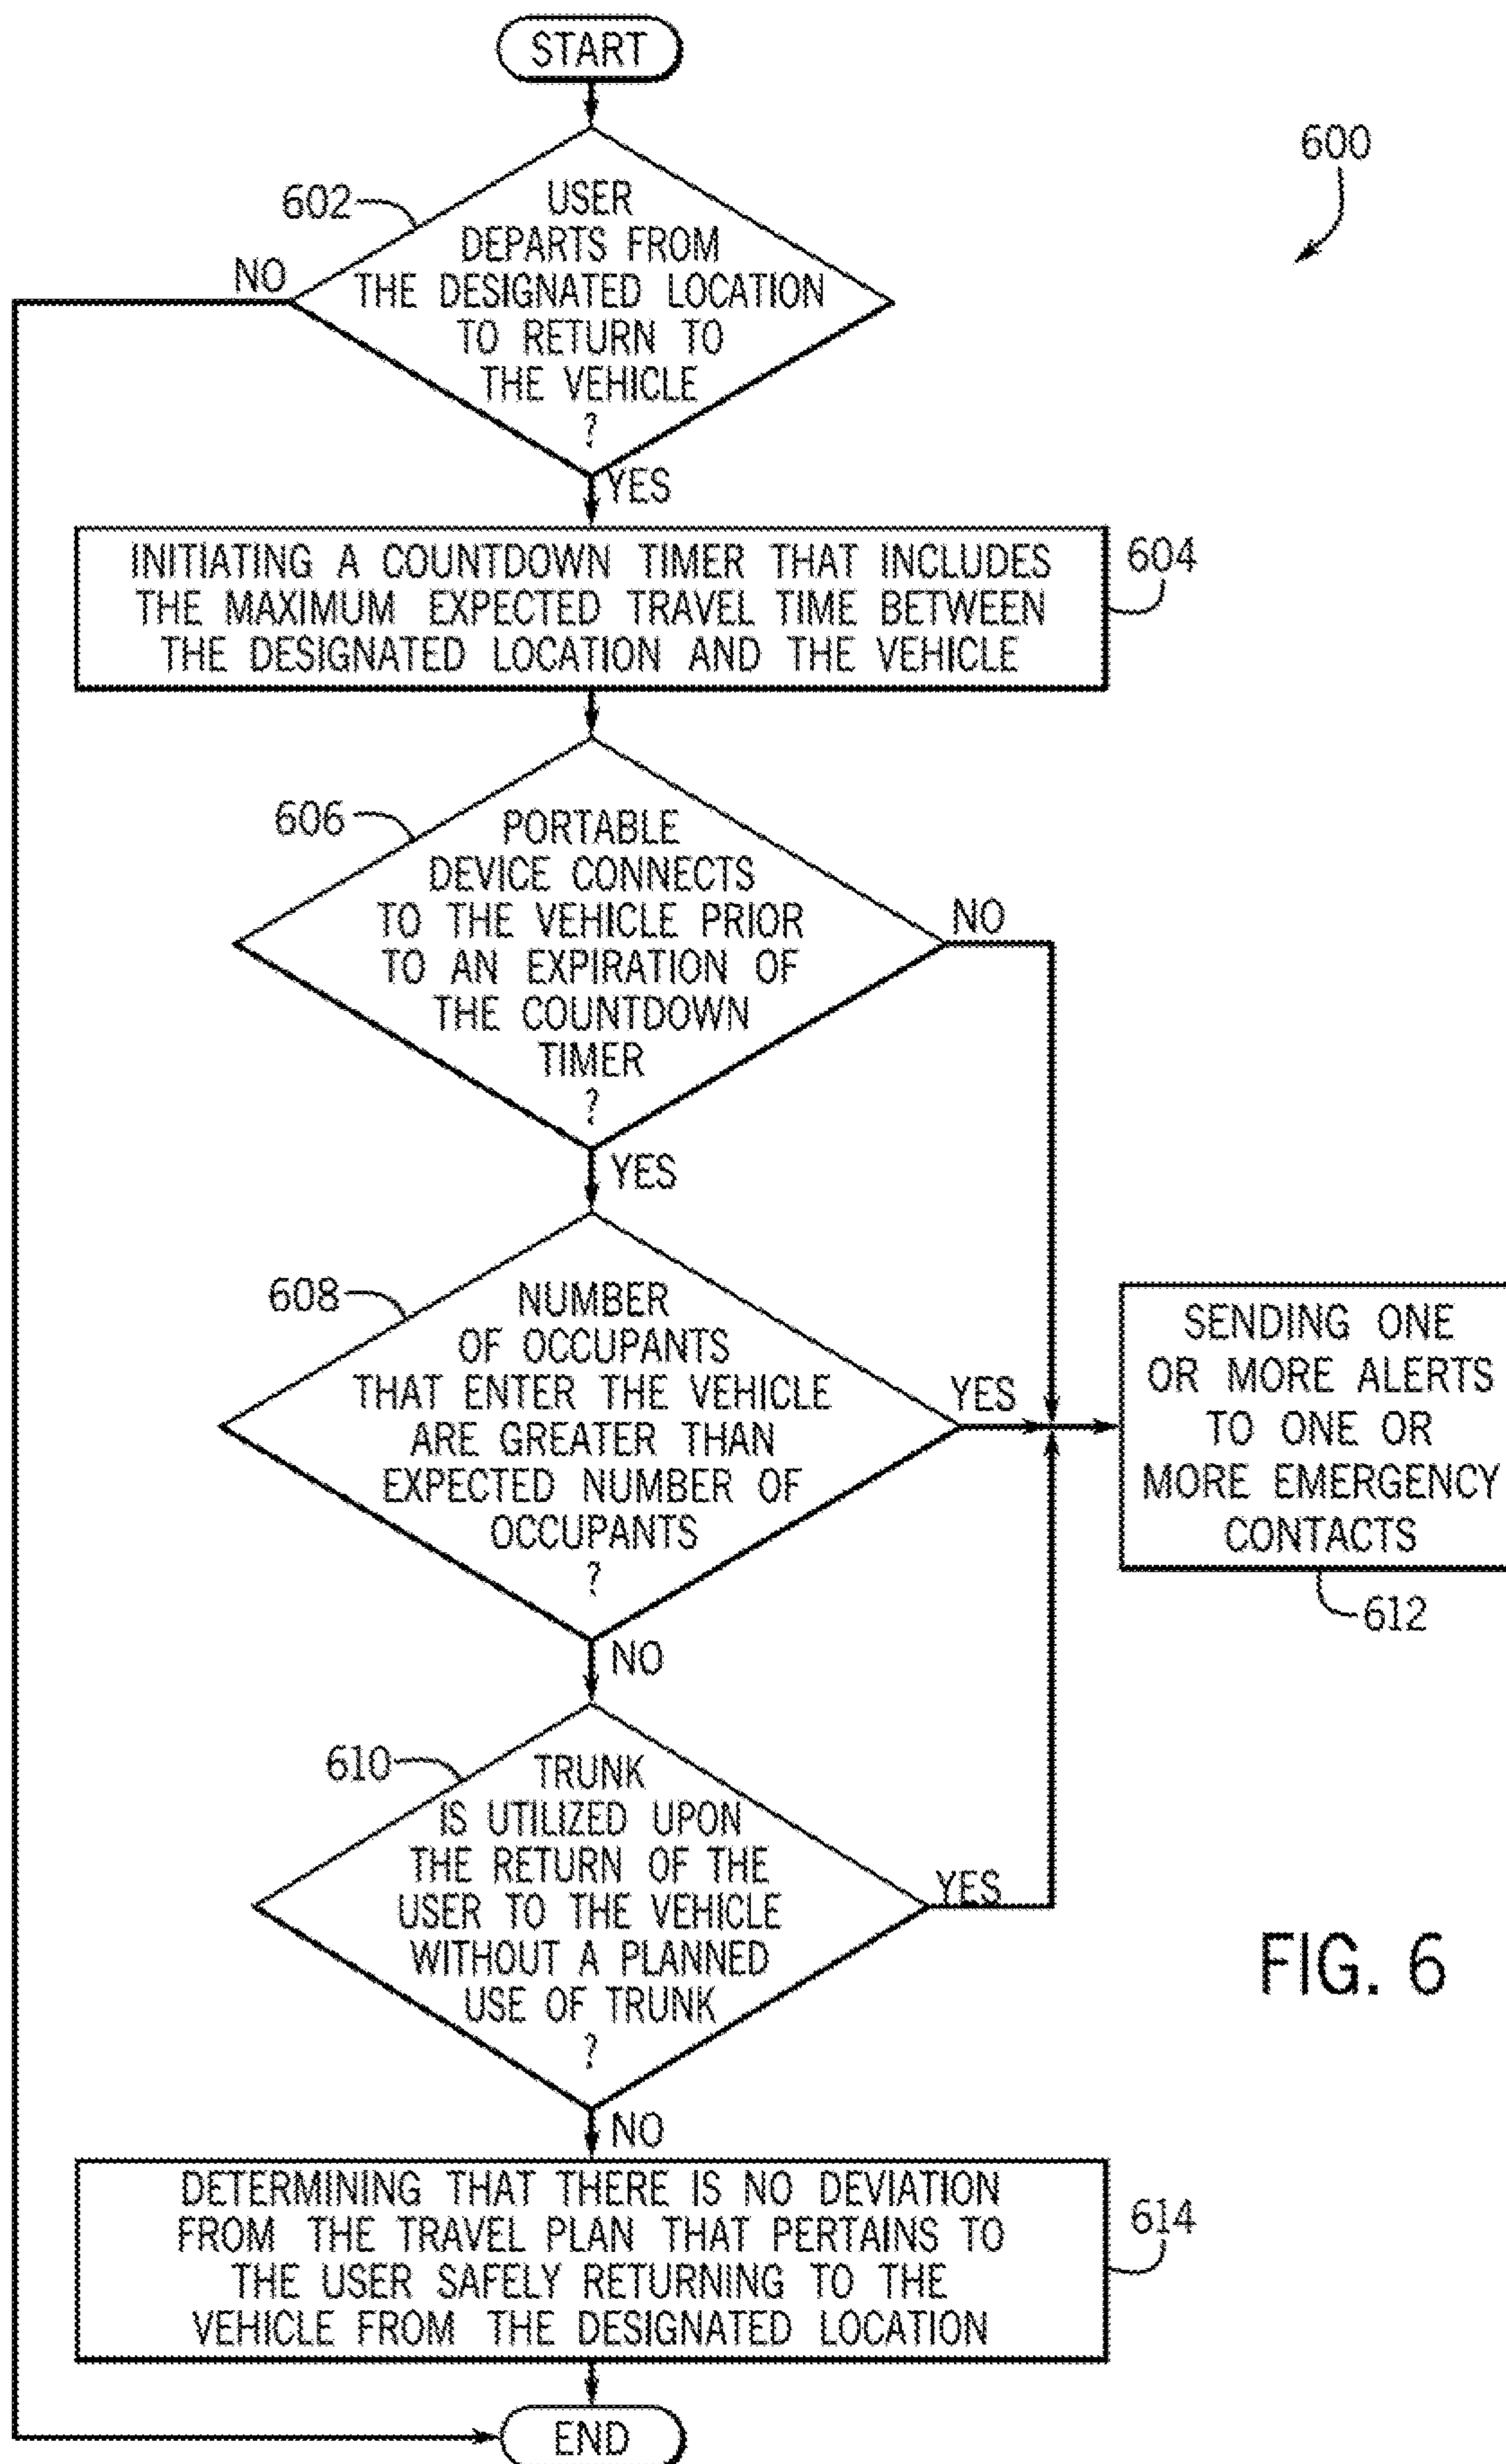 START
600
602
USER
DEPARTS FROM
THE DESIGNATED LOCATION
TO RETURN TO
THE VEHICLE
?
NO
YES
INITIATING A COUNTDOWN TIMER THAT INCLUDES
THE MAXIMUM EXPECTED TRAVEL TIME BETWEEN
THE DESIGNATED LOCATION AND THE VEHICLE
604
606
PORTABLE
DEVICE CONNECTS
TO THE VEHICLE PRIOR
TO AN EXPIRATION OF
THE COUNTDOWN
TIMER
?
NO
YES
608
NUMBER
OF OCCUPANTS
THAT ENTER THE VEHICLE
ARE GREATER THAN
EXPECTED NUMBER OF
OCCUPANTS
?
YES
NO
SENDING ONE
OR MORE ALERTS
TO ONE OR
MORE EMERGENCY
CONTACTS
612
610
TRUNK
IS UTILIZED UPON
THE RETURN OF THE
USER TO THE VEHICLE
WITHOUT A PLANNED
USE OF TRUNK
?
YES
NO
FIG. 6
DETERMINING THAT THERE IS NO DEVIATION
FROM THE TRAVEL PLAN THAT PERTAINS TO
THE USER SAFELY RETURNING TO THE
VEHICLE FROM THE DESIGNATED LOCATION
614
END